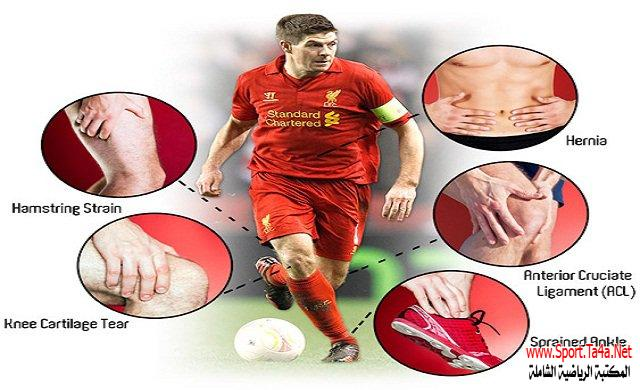 Standard
Chartered
Hernia
Hamstring Strain
Anterior Cruciate
Ligament (ACL)
Knee Cartilage Tear
Sprained Ankle
www.Sport.Ta4a.Net
المكتبة الرياضية الشاملة